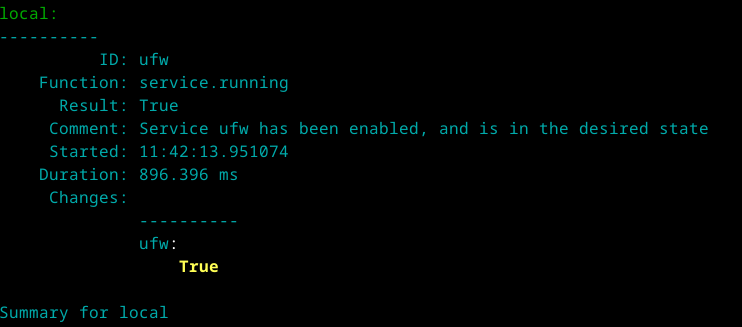 local:
----------
          ID: ufw
    Function: service.running
      Result: True
     Comment: Service ufw has been enabled, and is in the desired state
     Started: 11:42:13.951074
    Duration: 896.396 ms
     Changes:
              ----------
              ufw:
                  True

Summary for local